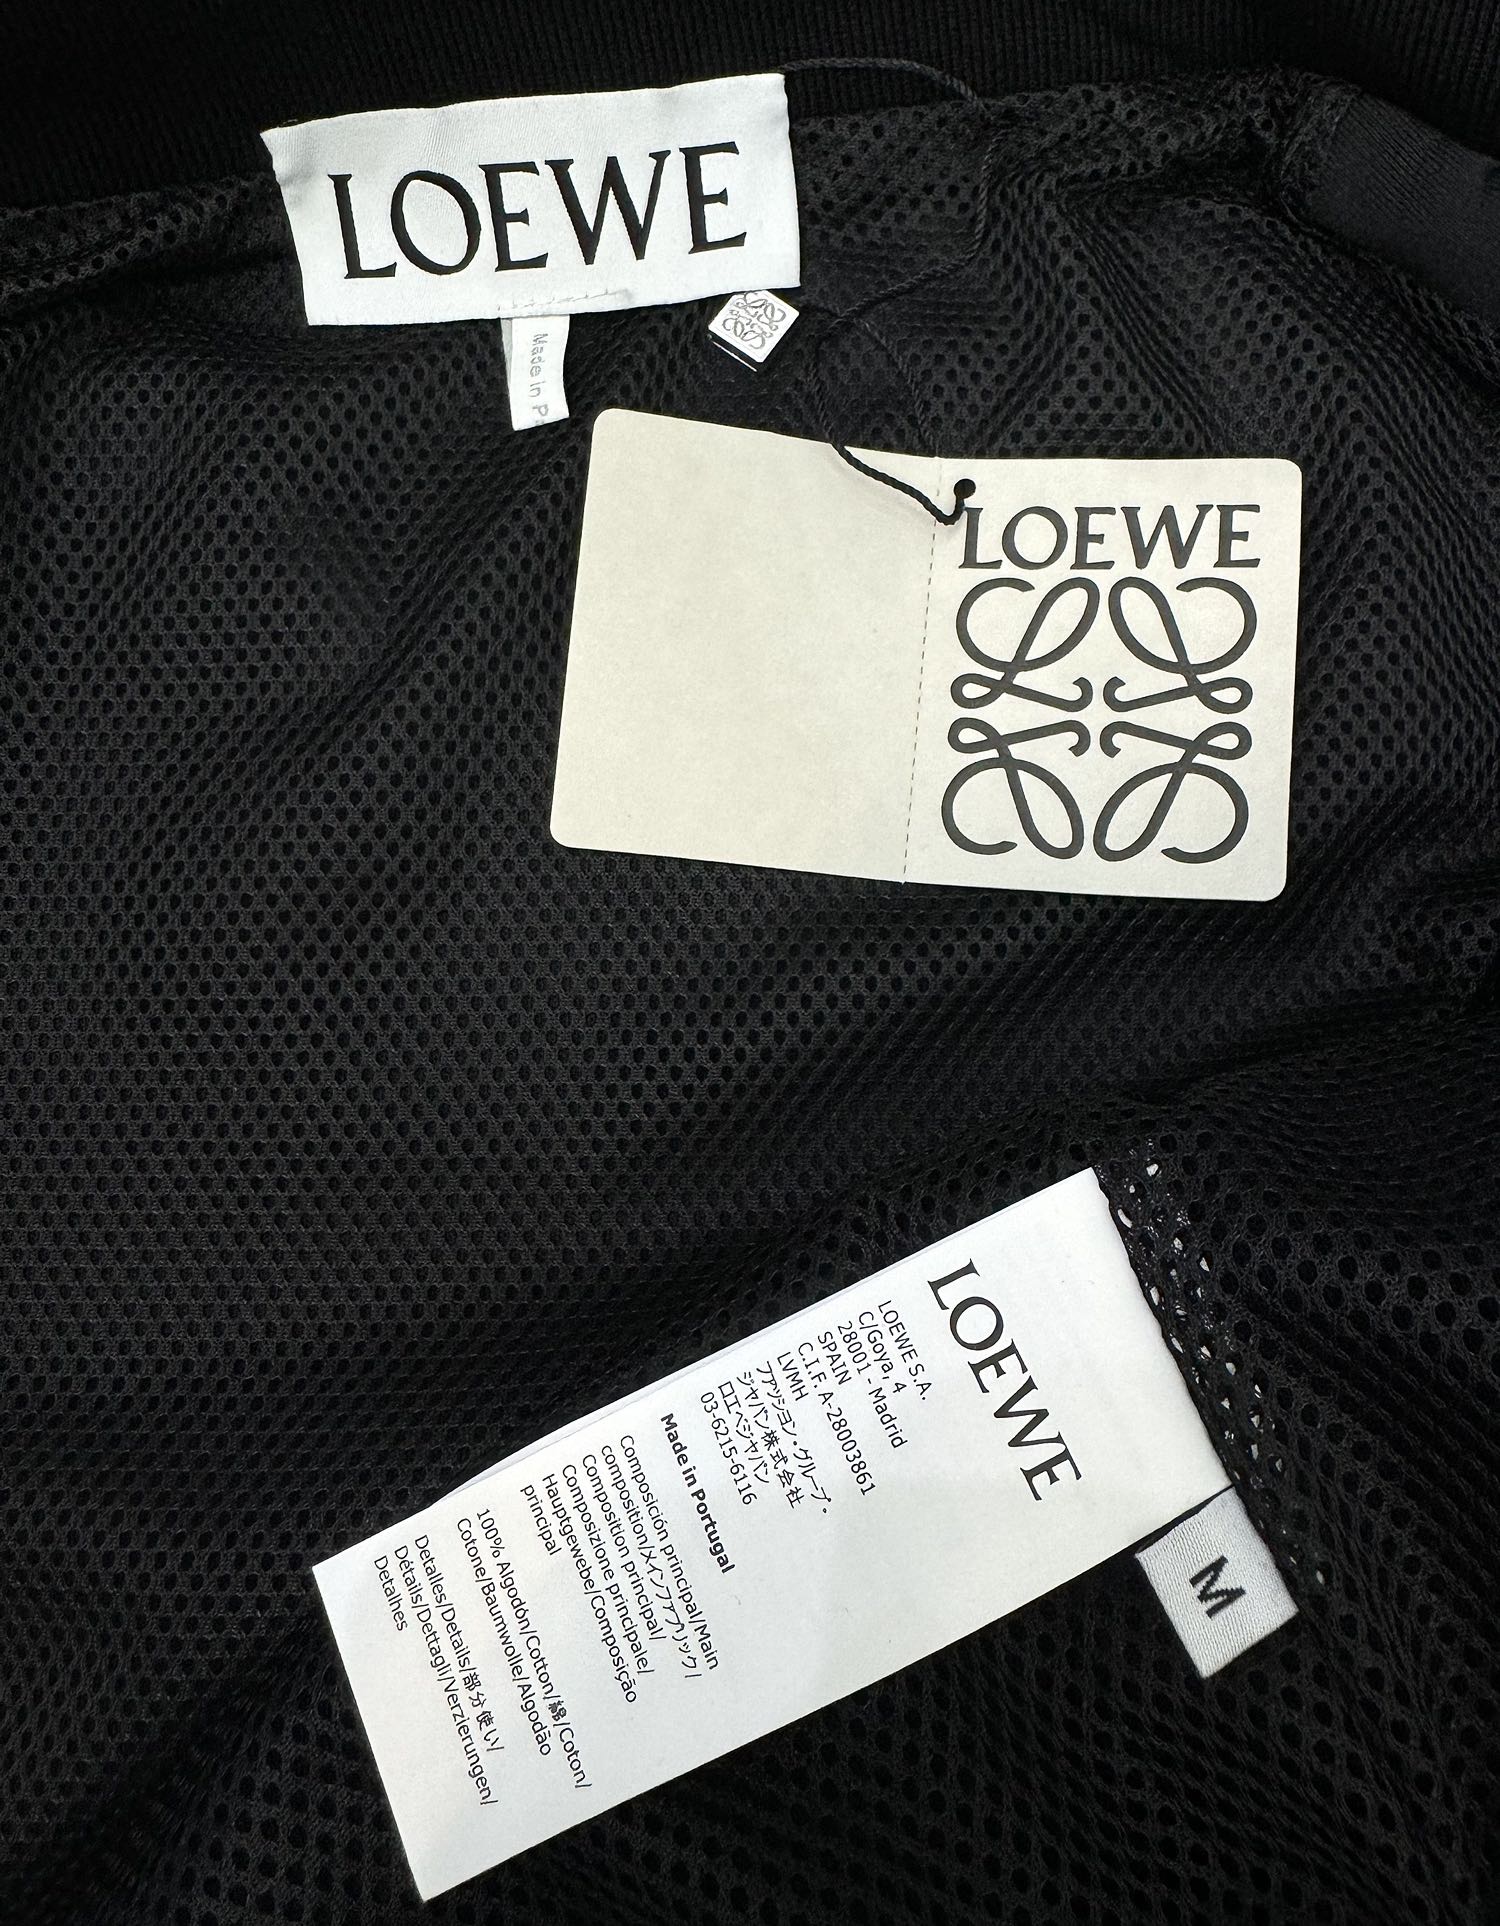 LOEWE
Made in P
LOEWE
LOEWE
LOEWE S.A.
C/Goya, 4
28001 - Madrid
SPAIN
C.I.F. A-28003861
LVMH
ファッション・グループ・
ジャパン株式会社
ロエベジャパン
03-6215-6116
Made in Portugal
Composición principal/Main
composition/メインファブリック/
Composition principal/
Composizione principale/
Hauptgewebe/Composição
principal
100% Algodón/Cotton/綿/Coton/
Cotone/Baumwolle/Algodão
Detalles/Details/部分使い/
Détails/Dettagli/Verzierungen/
Detalhes
M